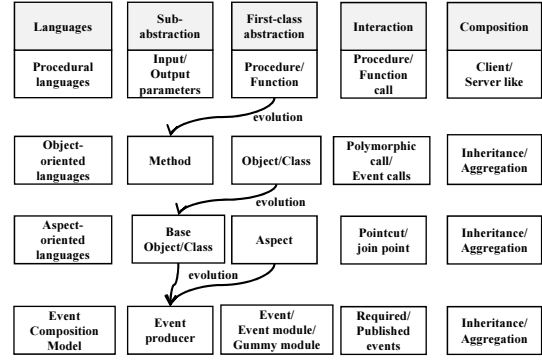 Languages
Sub-
abstraction
First-class
abstraction
Interaction
Composition
Procedural
languages
Input/
Output
parameters
Procedure/
Function
Procedure/
Function
call
Client/
Server like
evolution
Object-
oriented
languages
Method
Object/Class
Polymorphic
call/
Event calls
Inheritance/
Aggregation
evolution
Aspect-
oriented
languages
Base
Object/Class
Aspect
Pointcut/
join point
Inheritance/
Aggregation
evolution
Event
Composition
Model
Event
producer
Event/
Event module/
Gummy module
Required/
Published
events
Inheritance/
Aggregation